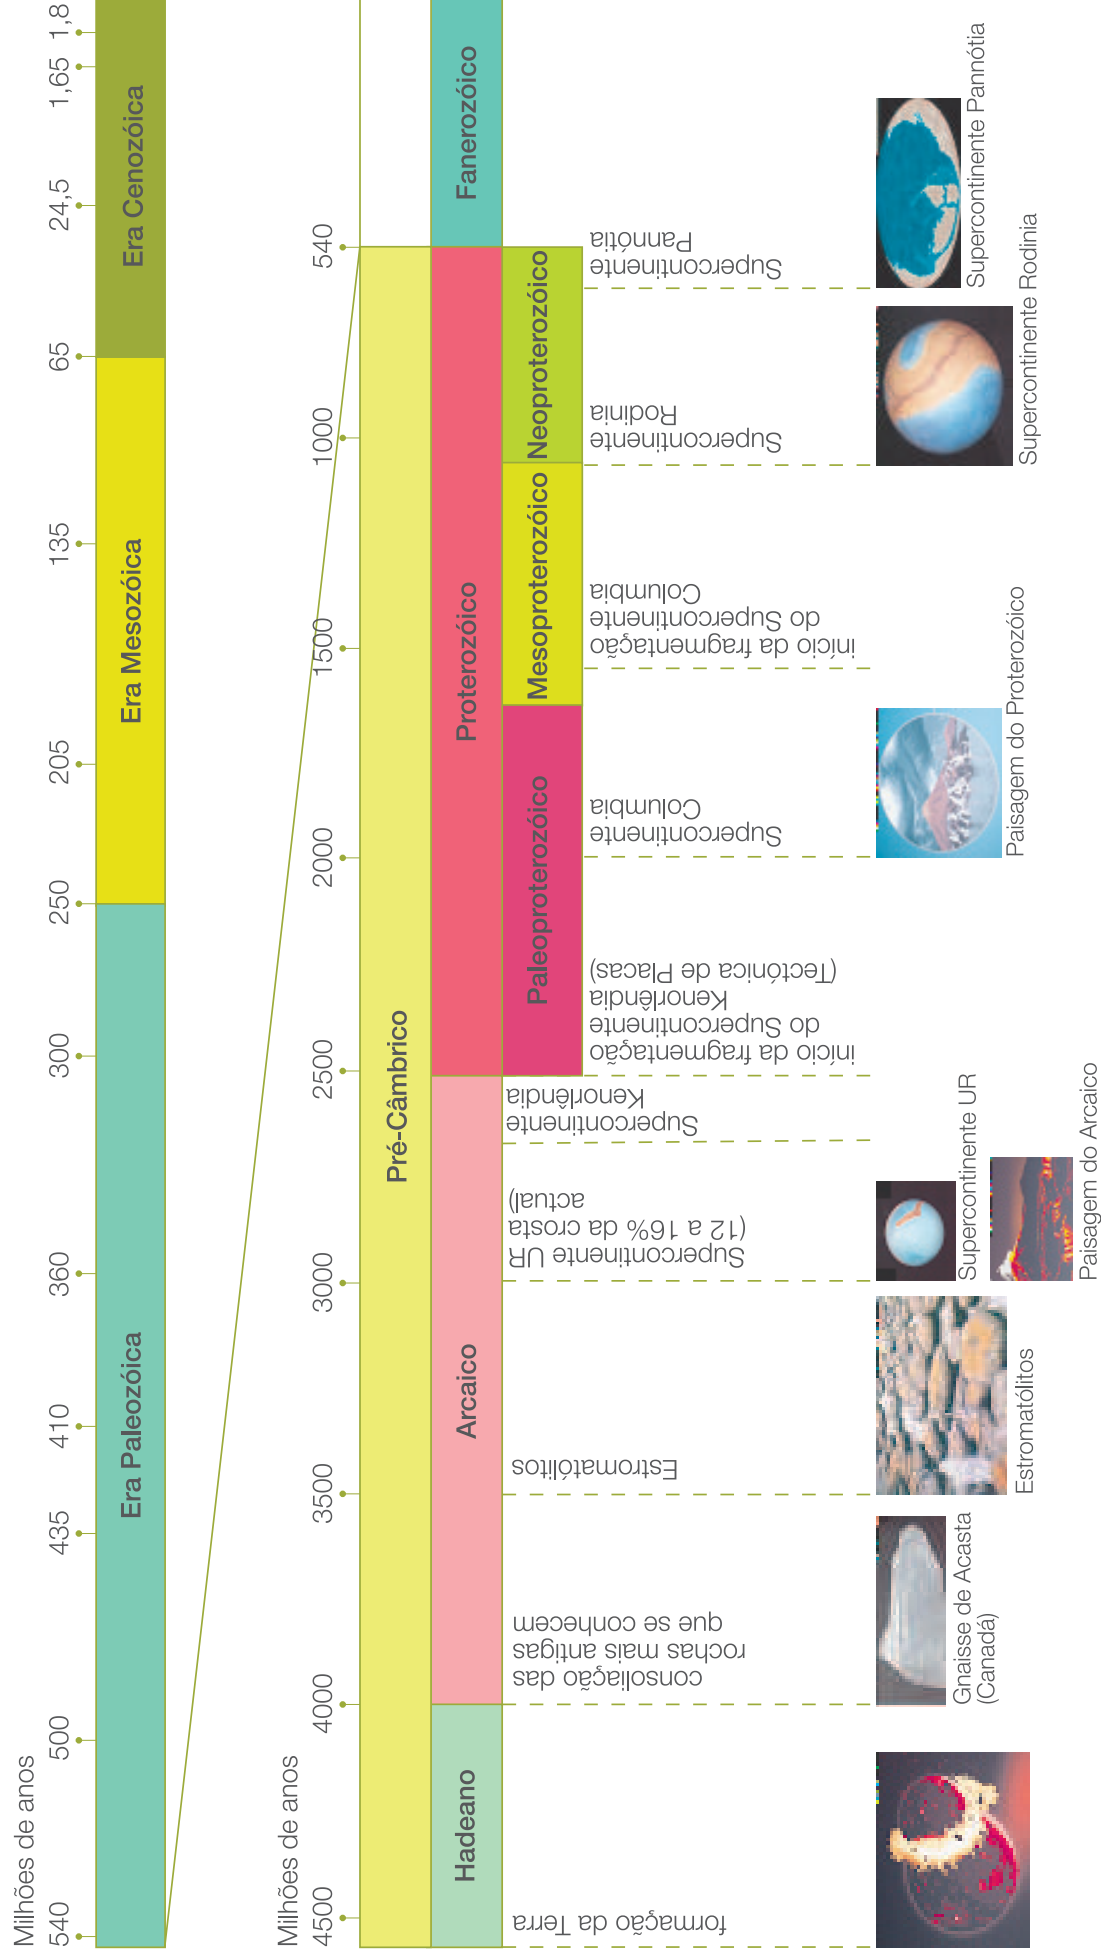 Milhões de anos
540
500
435
410
360
300
250
205
135
65
24,5
1,65
1,8
Era Paleozóica
Era Mesozóica
Era Cenozóica
Milhões de anos
4500
4000
3500
3000
2500
2000
1500
1000
540
Pré-Câmbrico
Hadeano
Arcaico
Proterozóico
Fanerozóico
Paleoproterozóico
Mesoproterozóico
Neoproterozóico
formação da Terra
consoliação das
rochas mais antigas
que se conhecem
Estromatólitos
Supercontinente UR
(12 a 16% da crosta
actual)
Supercontinente
Kenorlêndia
início da fragmentação
do Supercontinente
Kenorlêndia
(Tectónica de Placas)
Supercontinente
Columbia
início da fragmentação
do Supercontinente
Columbia
Supercontinente
Rodinia
Supercontinente
Pannótia
Gnaisse de Acasta
(Canadá)
Estromatólitos
Supercontinente UR
Paisagem do Arcaico
Paisagem do Proterozóico
Supercontinente Rodinia
Supercontinente Pannótia